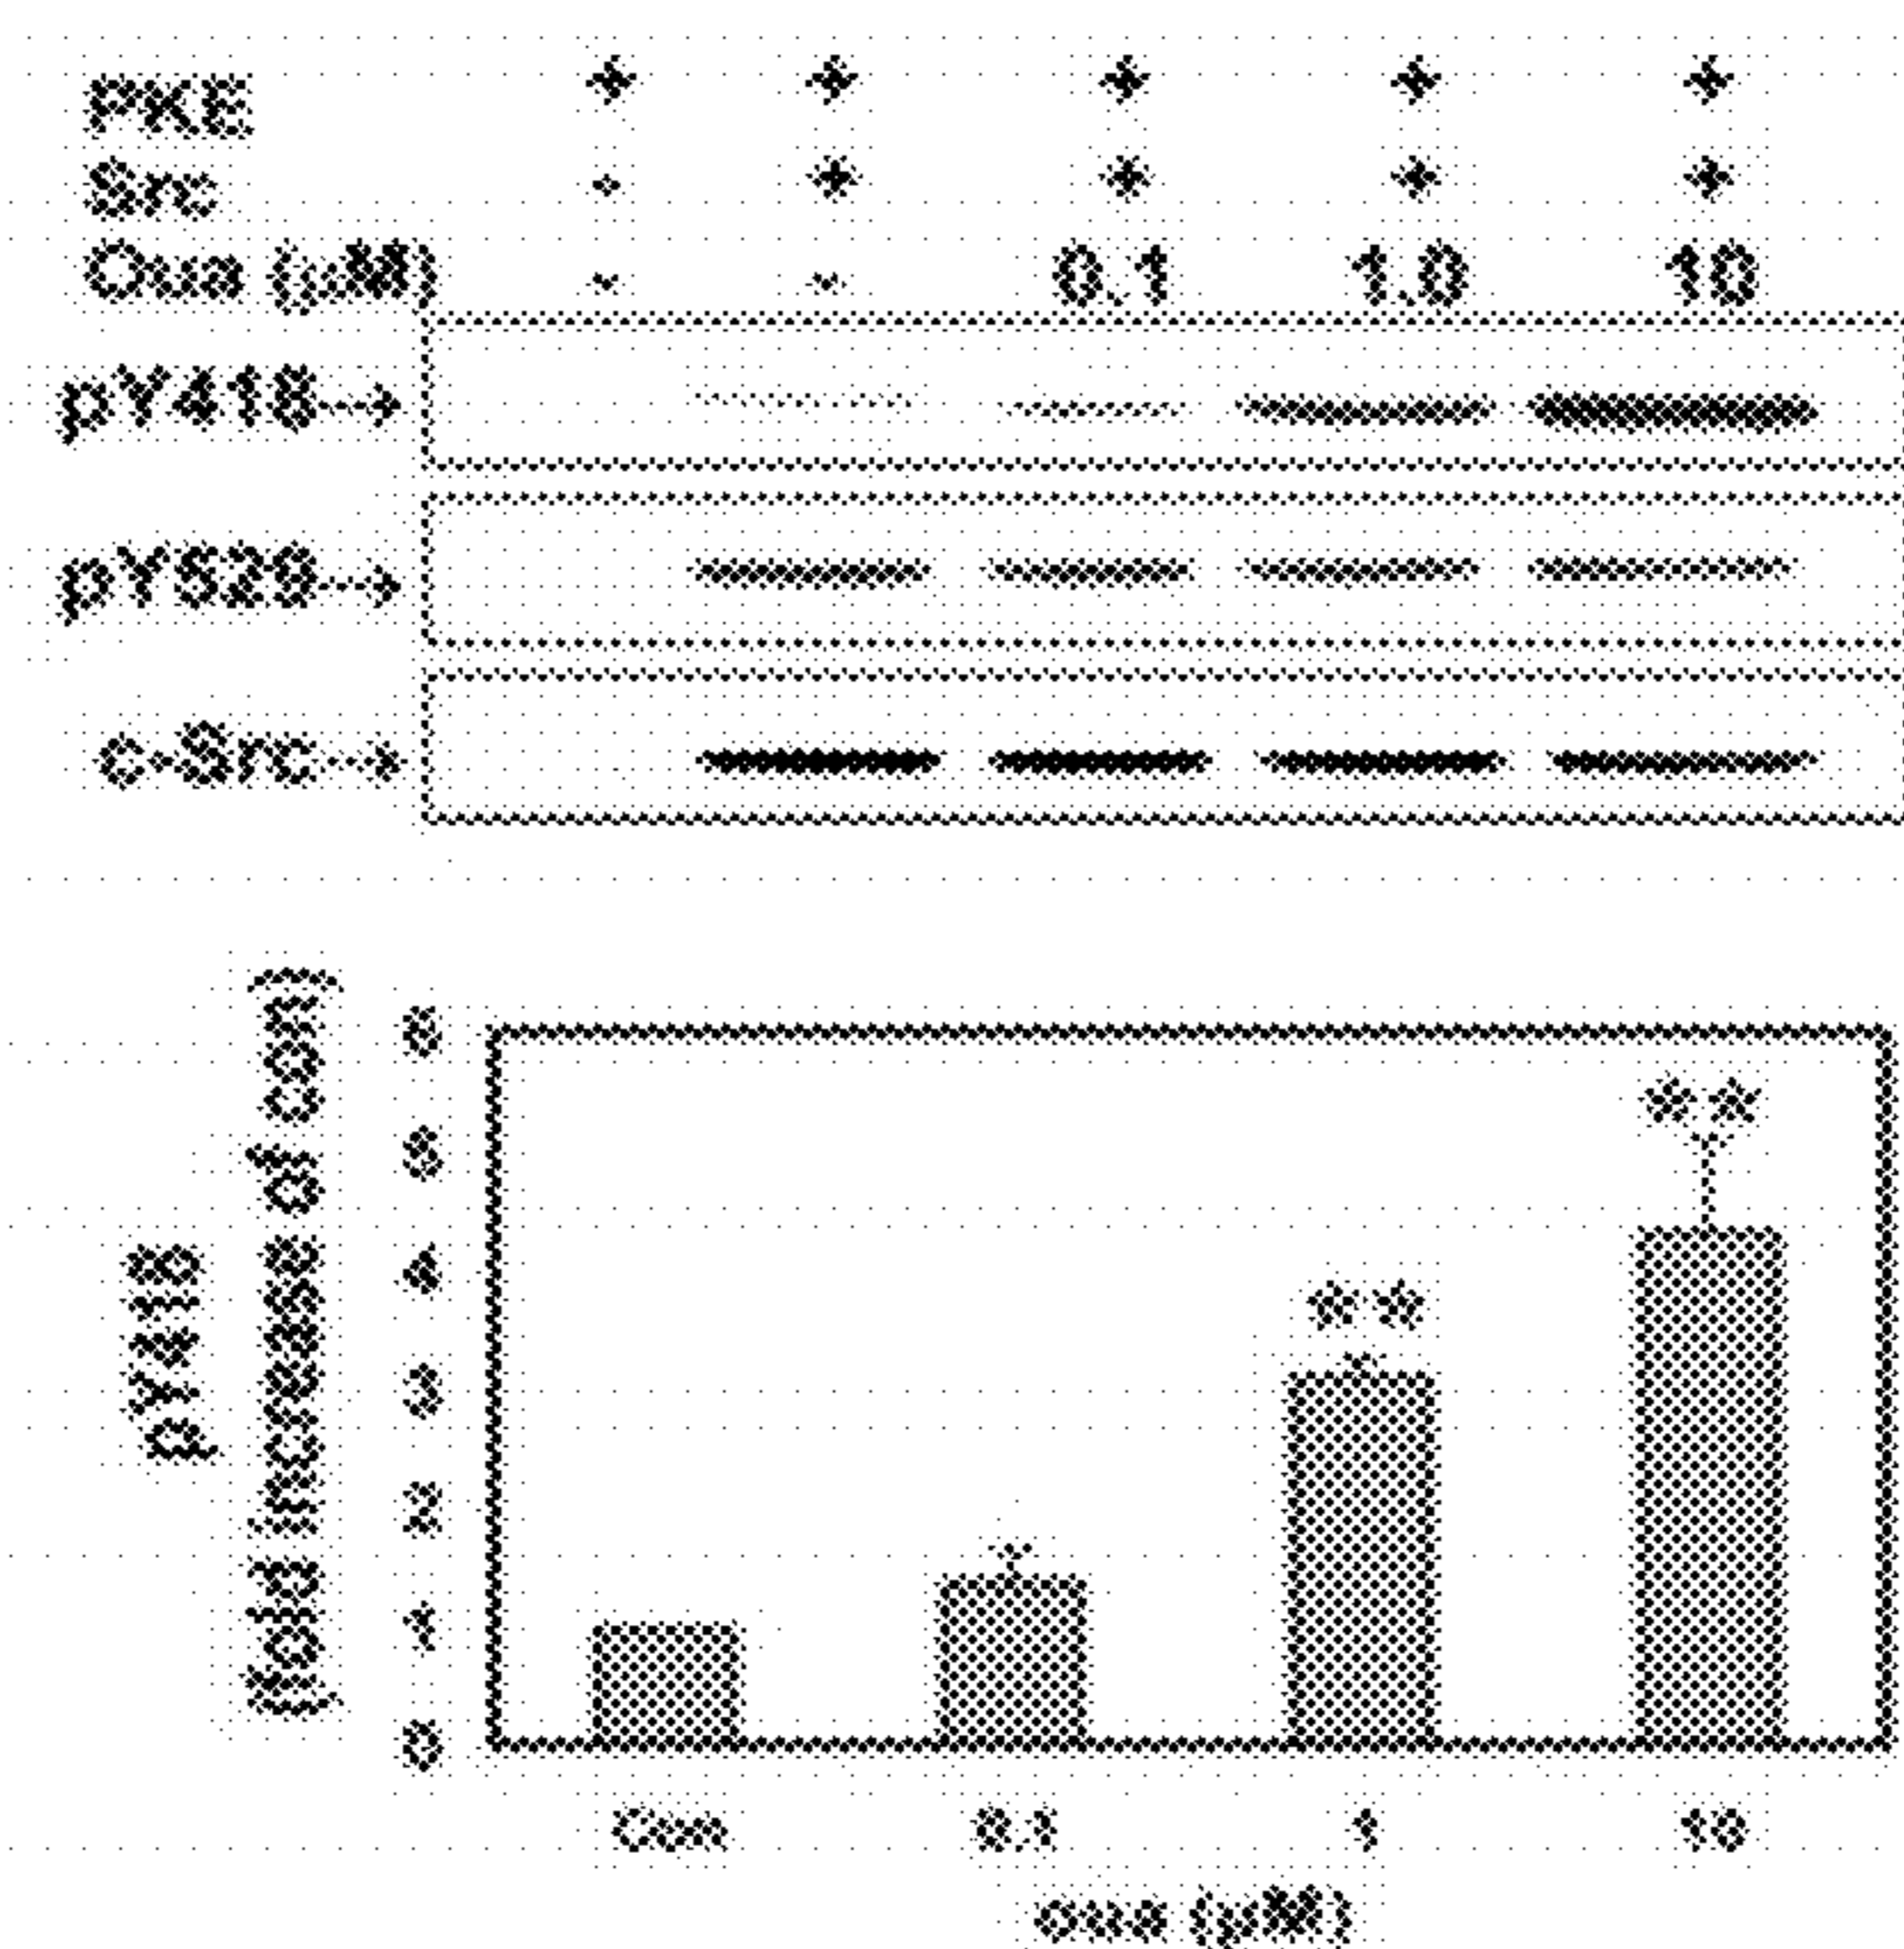 PKE + + + + +
Src - + + + +
Oua (μM) - - 0.1 1.0 10
pY418
pY529
c-Src
pY418
(fold increase of con)
6
5
4
3
2
1
0
** **
Con 0.1 1 10
oua (μM)